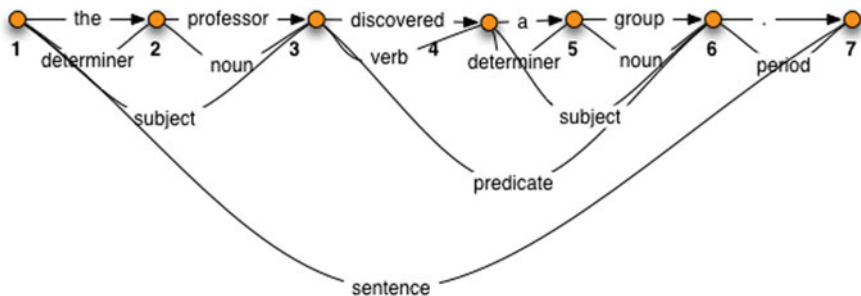 the professor discovered a group .
1 2 3 4 5 6 7
determiner noun verb determiner noun period
subject subject
predicate
sentence